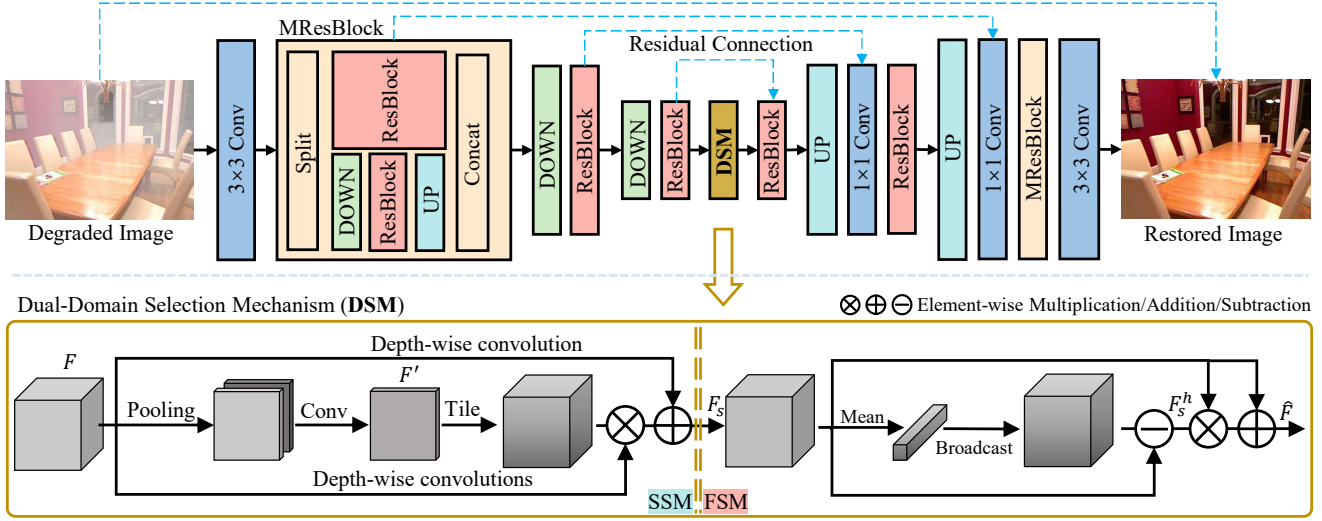 MResBlock
Residual Connection
3×3 Conv
Split
ResBlock
DOWN
ResBlock
UP
Concat
DOWN
ResBlock
DOWN
ResBlock
DSM
ResBlock
UP
1×1 Conv
ResBlock
UP
1×1 Conv
MResBlock
3×3 Conv
Degraded Image
Restored Image
Dual-Domain Selection Mechanism (DSM)
⊗ ⊕ ⊖ Element-wise Multiplication/Addition/Subtraction
F
Depth-wise convolution
Pooling
Conv
F′
Tile
Depth-wise convolutions
SSM
FSM
Fₛ
Mean
Broadcast
Fₛʰ
F̂